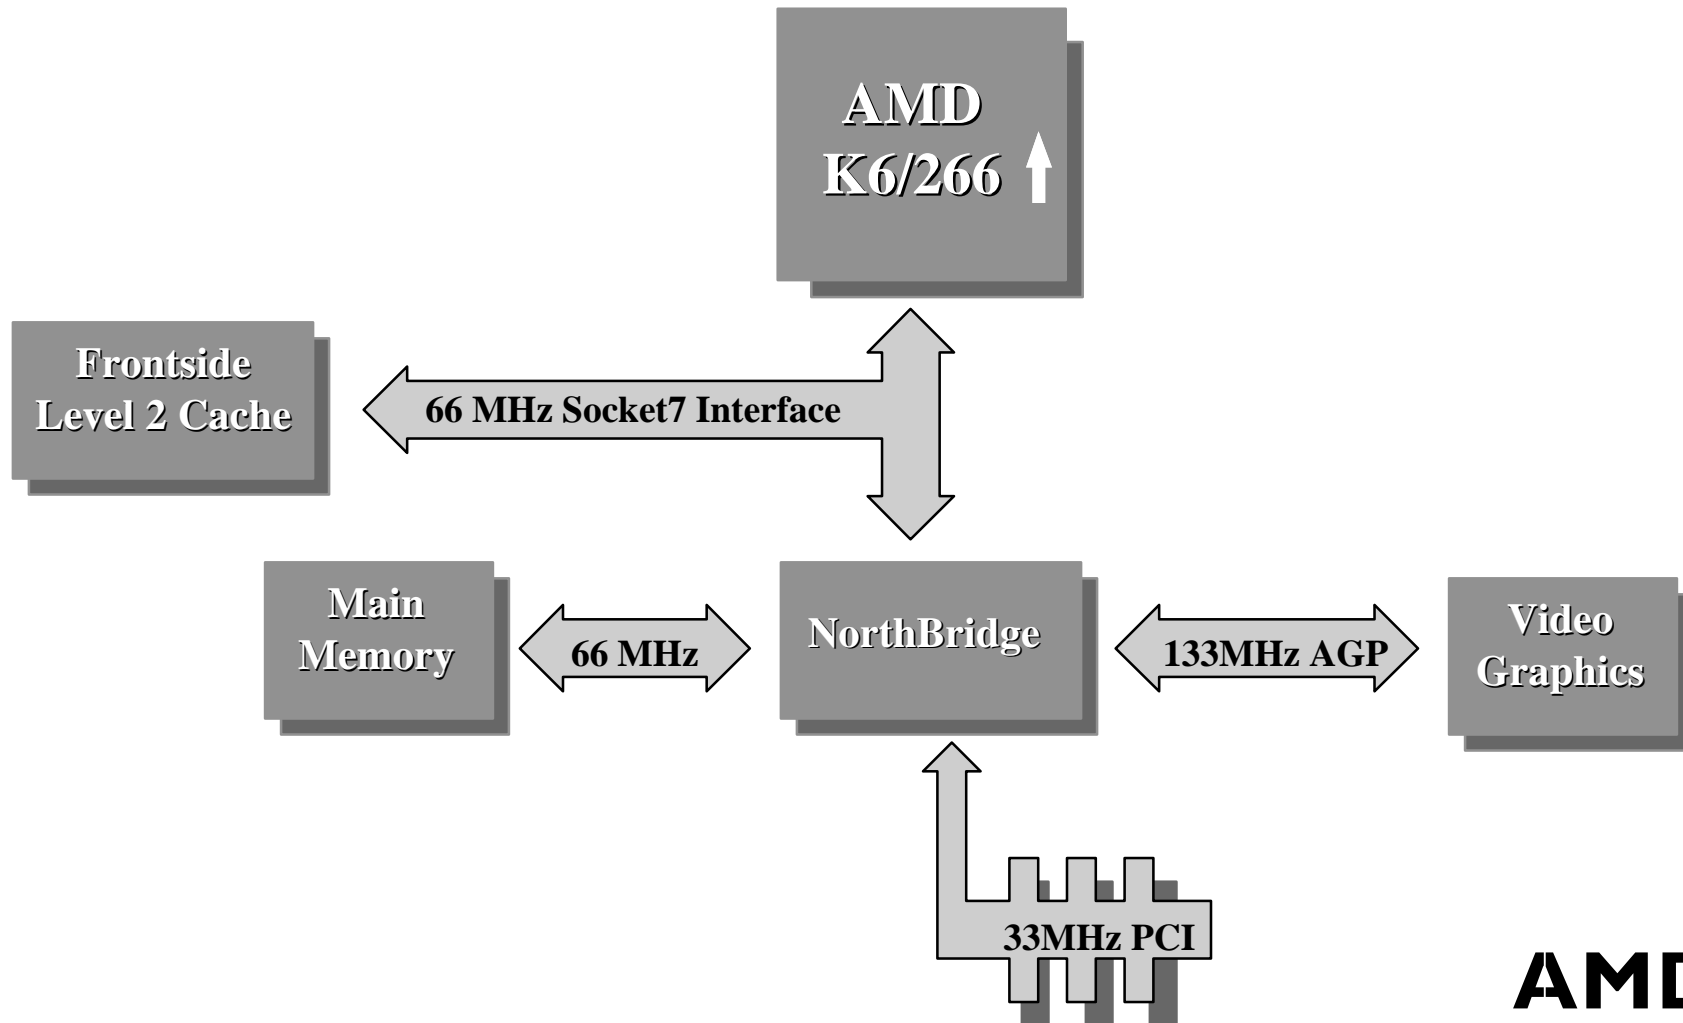 AMD
K6/266
Frontside
Level 2 Cache
66 MHz Socket7 Interface
Main
Memory
66 MHz
NorthBridge
133MHz AGP
Video
Graphics
33MHz PCI
AMD